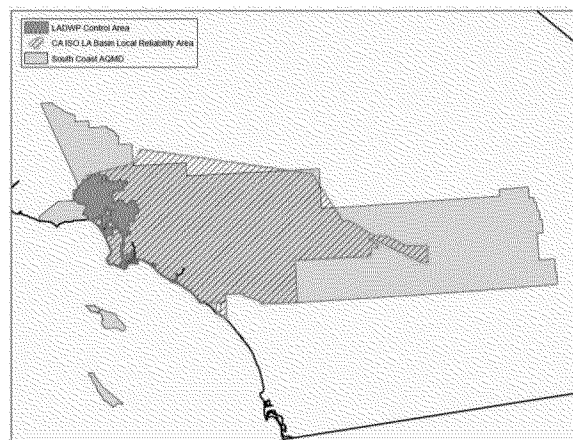 LADWP Control Area
CA ISO LA Basin Local Reliability Area
South Coast AQMD